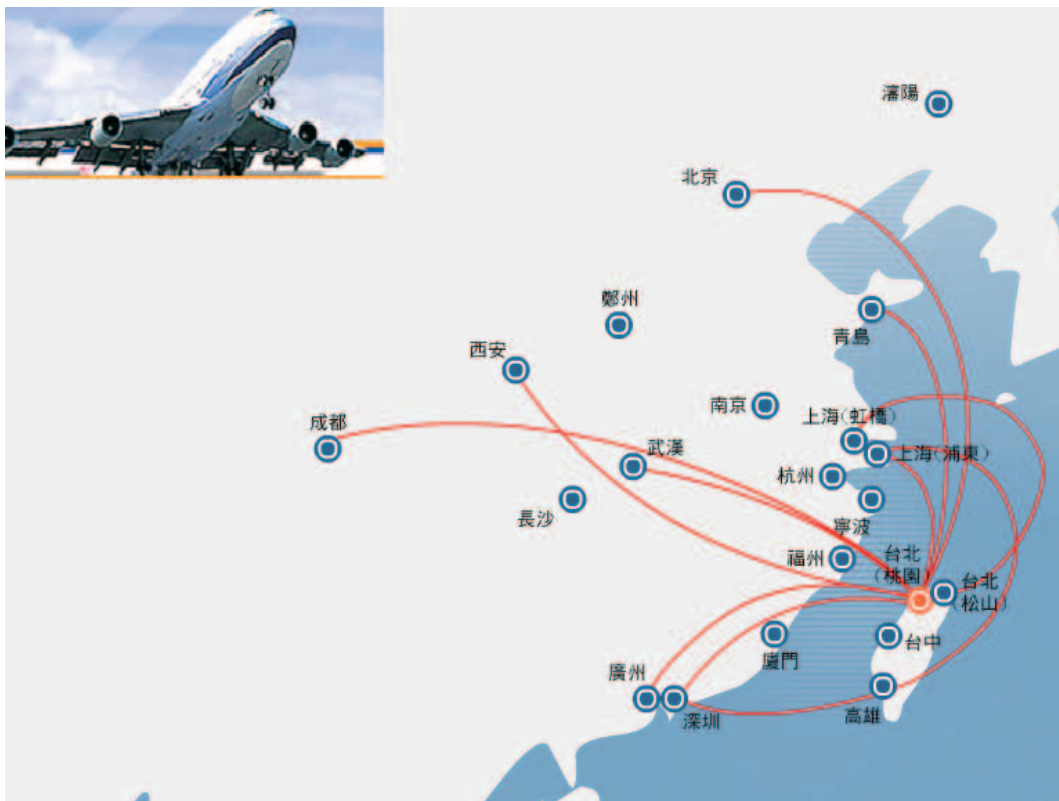 瀋陽
北京
鄭州
青島
西安
南京
上海(虹橋)
成都
上海(浦東)
武漢
杭州
長沙
寧波
福州
台北
(桃園)
台北
(松山)
台中
廈門
廣州
深圳
高雄